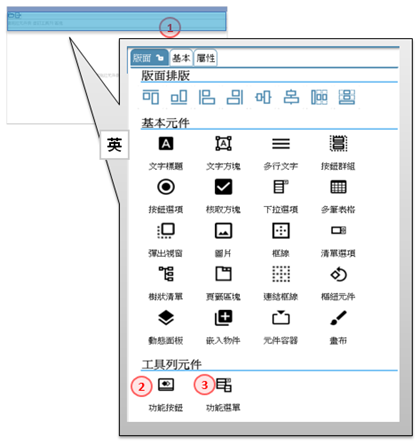 1
版面 基本 屬性
版面排版
英
基本元件
A A
文字標題 文字方塊 多行文字 按鈕群組
按鈕選項 核取方塊 下拉選項 多筆表格
彈出視窗 圖片 框線 清單選項
樹狀清單 頁籤區塊 連結框線 樞紐元件
動態面板 嵌入物件 元件容器 畫布
工具列元件
2 3
功能按鈕 功能選單